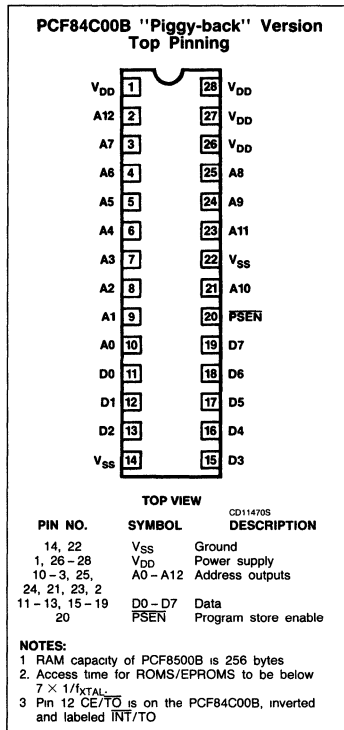 PCF84C00B "Piggy-back" Version
Top Pinning
VDD 1 28 VDD
A12 2 27 VDD
A7 3 26 VDD
A6 4 25 A8
A5 5 24 A9
A4 6 23 A11
A3 7 22 VSS
A2 8 21 A10
A1 9 20 PSEN
A0 10 19 D7
D0 11 18 D6
D1 12 17 D5
D2 13 16 D4
VSS 14 15 D3
TOP VIEW
CD11470S
PIN NO. SYMBOL DESCRIPTION
14, 22 VSS Ground
1, 26 – 28 VDD Power supply
10 – 3, 25, A0 – A12 Address outputs
24, 21, 23, 2
11 – 13, 15 – 19 D0 – D7 Data
20 PSEN Program store enable
NOTES:
1 RAM capacity of PCF8500B is 256 bytes
2. Access time for ROMS/EPROMS to be below
7 × 1/fXTAL.
3 Pin 12 CE/TO is on the PCF84C00B, inverted
and labeled INT/TO